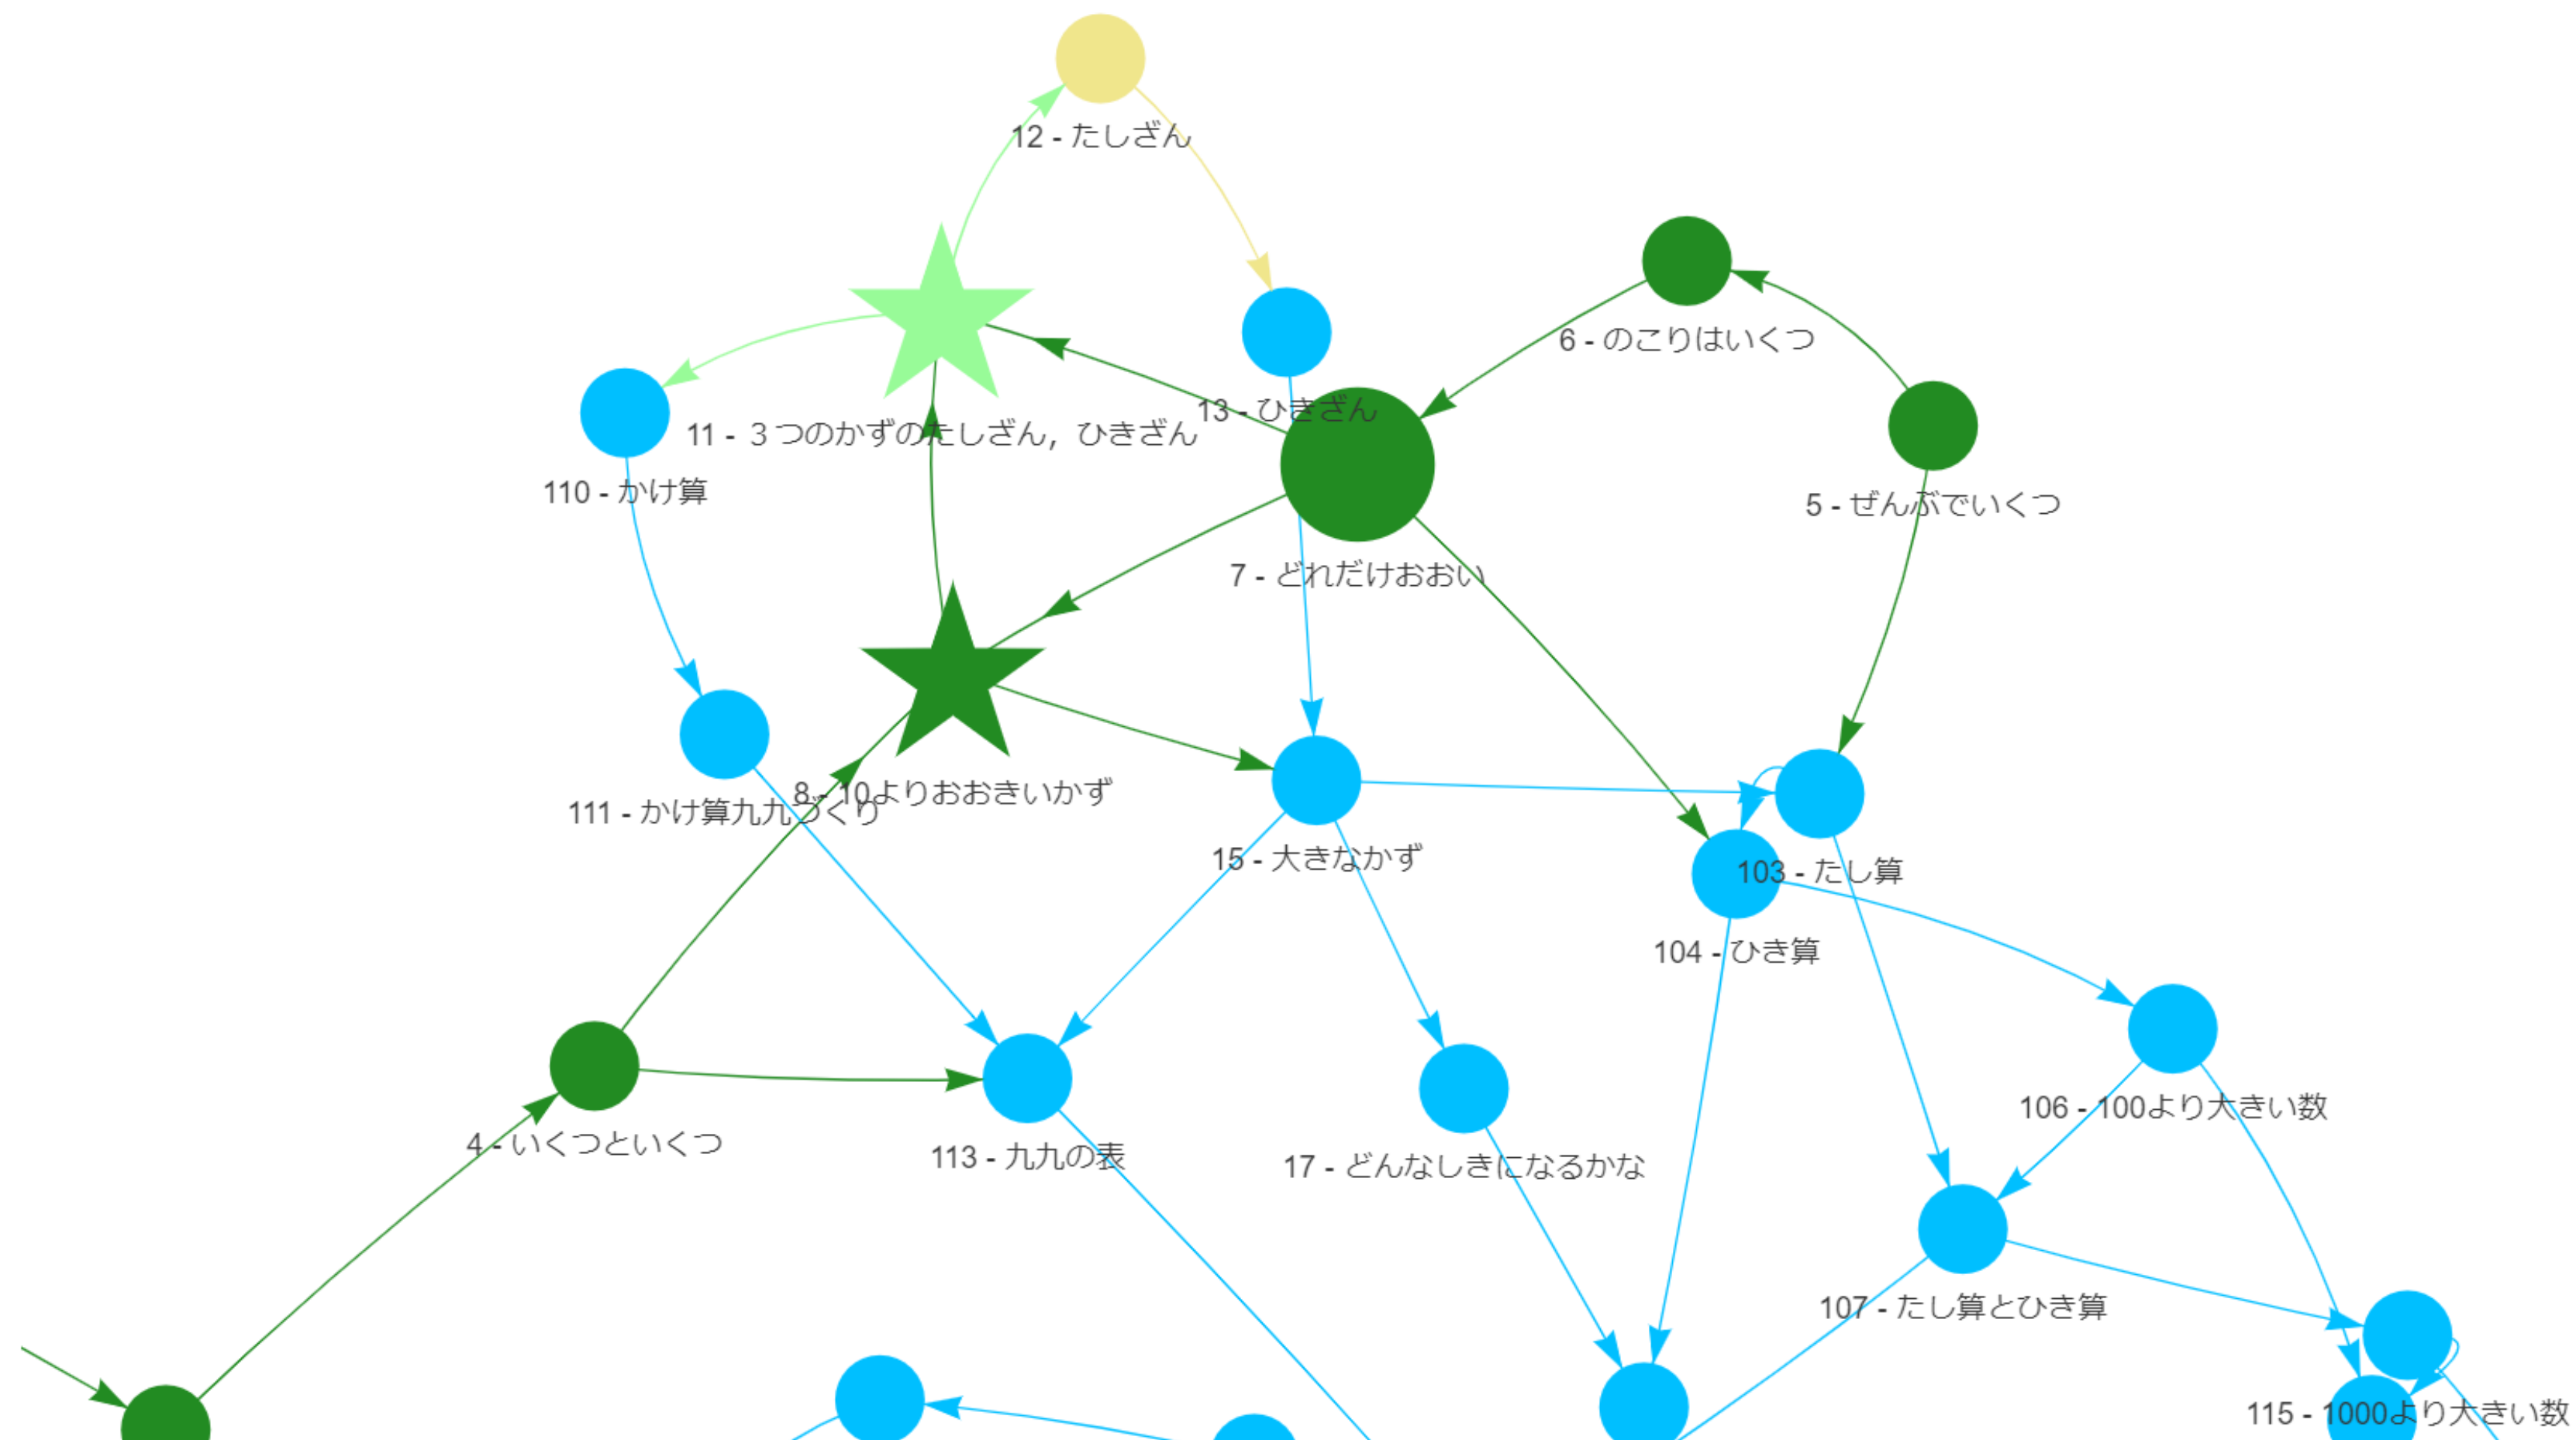 12 - たしざん
6 - のこりはいくつ
13 - ひきざん
11 - ３つのかずのたしざん，ひきざん
110 - かけ算
5 - ぜんぶでいくつ
7 - どれだけおおい
8 - 10よりおおきいかず
111 - かけ算九九づくり
15 - 大きなかず
103 - たし算
104 - ひき算
106 - 100より大きい数
4 - いくつといくつ
113 - 九九の表
17 - どんなしきになるかな
107 - たし算とひき算
115 - 1000より大きい数